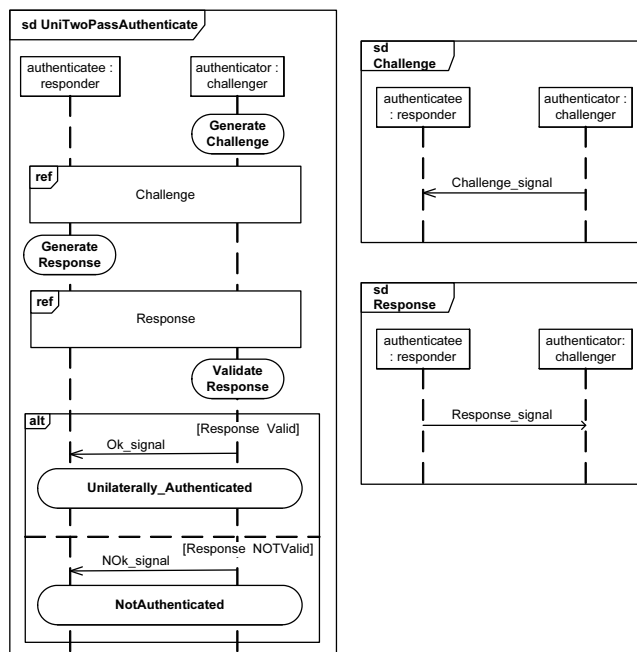 sd UniTwoPassAuthenticate
authenticatee :
responder
authenticator :
challenger
Generate
Challenge
ref
Challenge
Generate
Response
ref
Response
Validate
Response
alt
[Response Valid]
Ok_signal
Unilaterally_Authenticated
[Response NOTValid]
NOk_signal
NotAuthenticated
sd
Challenge
authenticatee
: responder
authenticator:
challenger
Challenge_signal
sd
Response
authenticatee
: responder
authenticator:
challenger
Response_signal